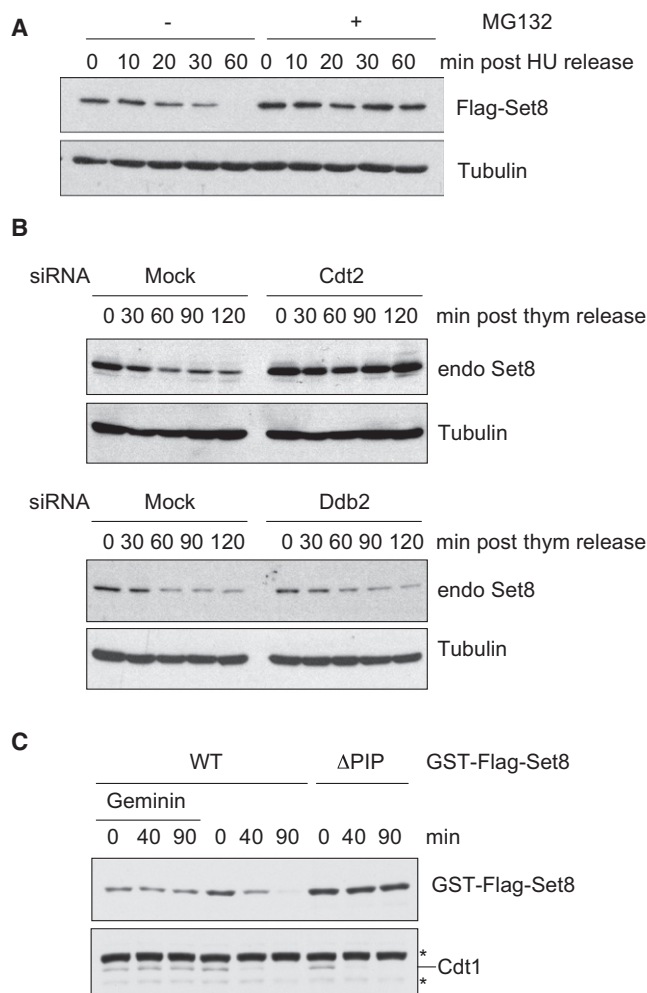 A
- + MG132
0 10 20 30 60 0 10 20 30 60 min post HU release
Flag-Set8
Tubulin
B
siRNA Mock Cdt2
0 30 60 90 120 0 30 60 90 120 min post thym release
endo Set8
Tubulin
siRNA Mock Ddb2
0 30 60 90 120 0 30 60 90 120 min post thym release
endo Set8
Tubulin
C
WT ΔPIP GST-Flag-Set8
Geminin
0 40 90 0 40 90 0 40 90 min
GST-Flag-Set8
*
Cdt1
*